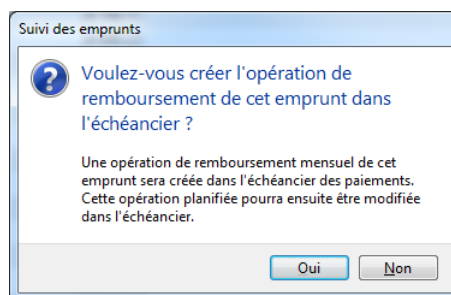 Suivi des emprunts
Voulez-vous créer l'opération de
remboursement de cet emprunt dans
l'échéancier ?
Une opération de remboursement mensuel de cet
emprunt sera créée dans l'échéancier des paiements.
Cette opération planifiée pourra ensuite être modifiée
dans l'échéancier.
Oui
Non